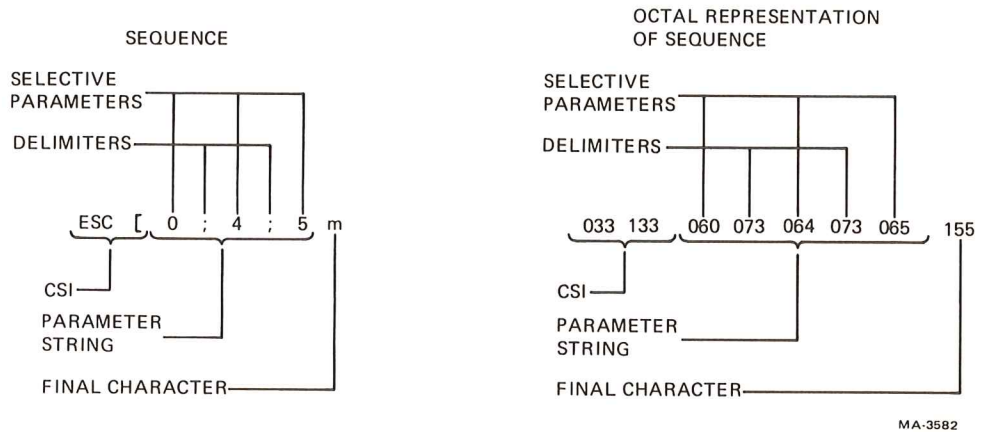 SEQUENCE
SELECTIVE
PARAMETERS
DELIMITERS
ESC [ 0 ; 4 ; 5 m
CSI
PARAMETER
STRING
FINAL CHARACTER
OCTAL REPRESENTATION
OF SEQUENCE
SELECTIVE
PARAMETERS
DELIMITERS
033 133 060 073 064 073 065 155
CSI
PARAMETER
STRING
FINAL CHARACTER
MA-3582